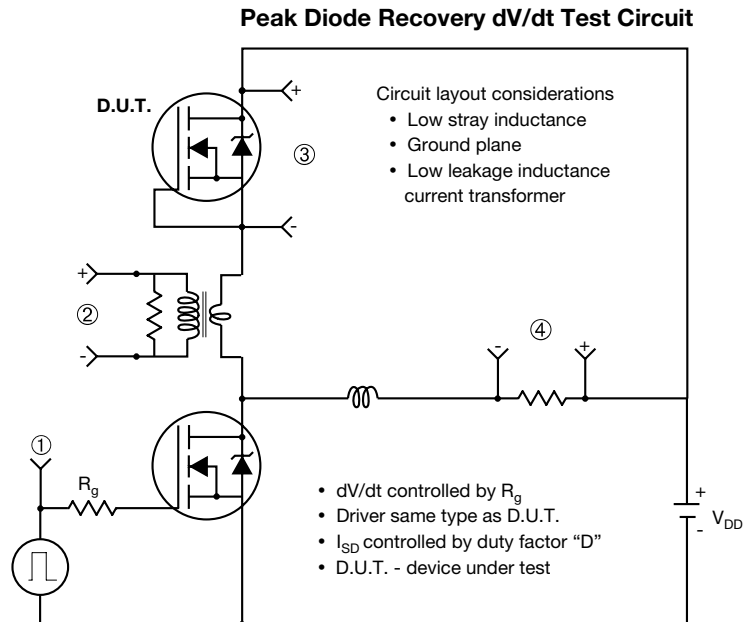 Peak Diode Recovery dV/dt Test Circuit
D.U.T.
+
-
③
Circuit layout considerations
• Low stray inductance
• Ground plane
• Low leakage inductance
current transformer
+
②
-
-
④
+
①
Rg
• dV/dt controlled by Rg
• Driver same type as D.U.T.
• ISD controlled by duty factor “D”
• D.U.T. - device under test
+
-
VDD